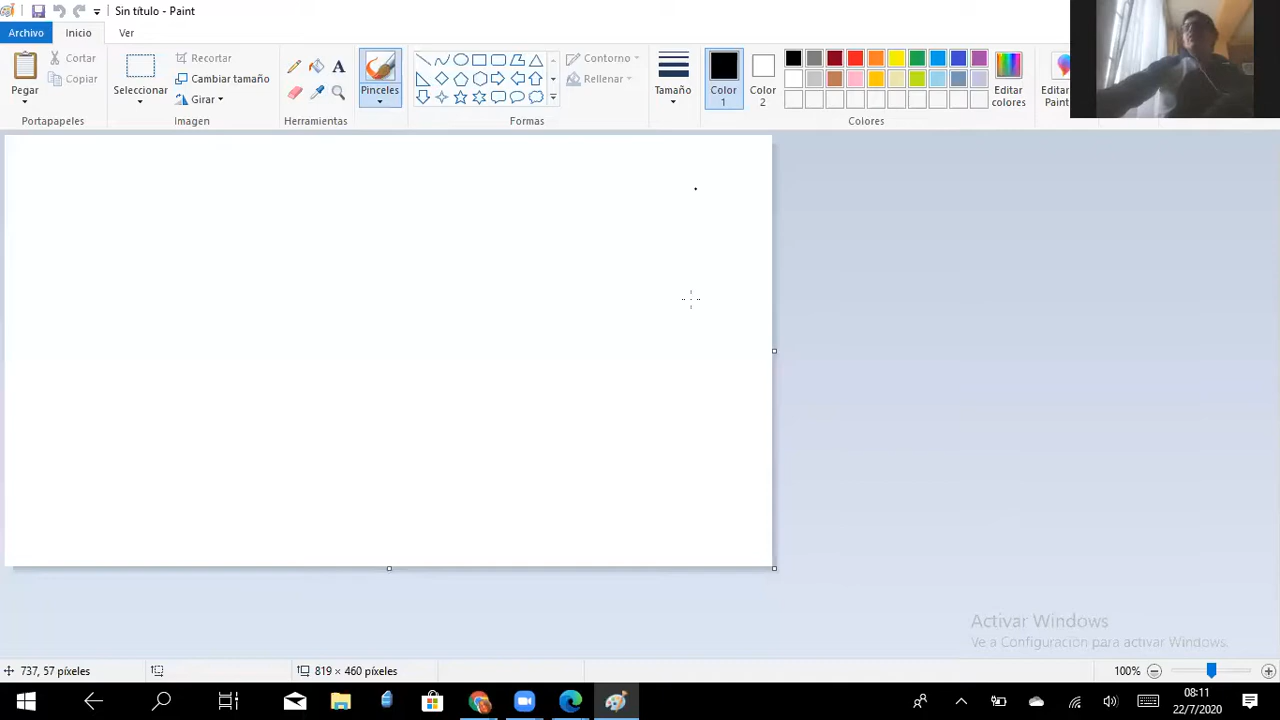 Sin título - Paint
Archivo Inicio Ver
Pegar
Cortar
Copiar
Portapapeles
Seleccionar
Recortar
Cambiar tamaño
Girar
Imagen
A
Herramientas
Pinceles
Contorno
Rellenar
Formas
Tamaño
Color
1
Color
2
Editar
colores
Colores
Editar
Paint
Activar Windows
Ve a Configuración para activar Windows.
737, 57 píxeles
819 × 460 píxeles
100%
08:11
22/7/2020